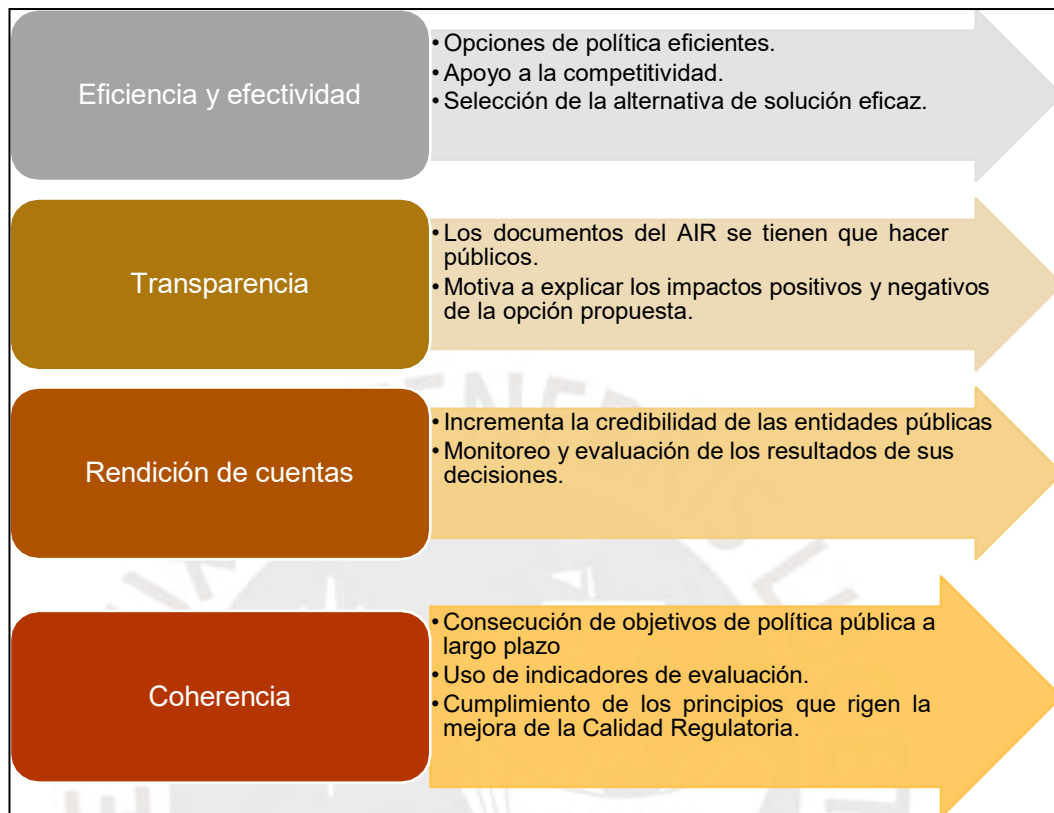 Eficiencia y efectividad
• Opciones de política eficientes.
• Apoyo a la competitividad.
• Selección de la alternativa de solución eficaz.
Transparencia
• Los documentos del AIR se tienen que hacer
públicos.
• Motiva a explicar los impactos positivos y negativos
de la opción propuesta.
Rendición de cuentas
• Incrementa la credibilidad de las entidades públicas
• Monitoreo y evaluación de los resultados de sus
decisiones.
Coherencia
• Consecución de objetivos de política pública a
largo plazo
• Uso de indicadores de evaluación.
• Cumplimiento de los principios que rigen la
mejora de la Calidad Regulatoria.